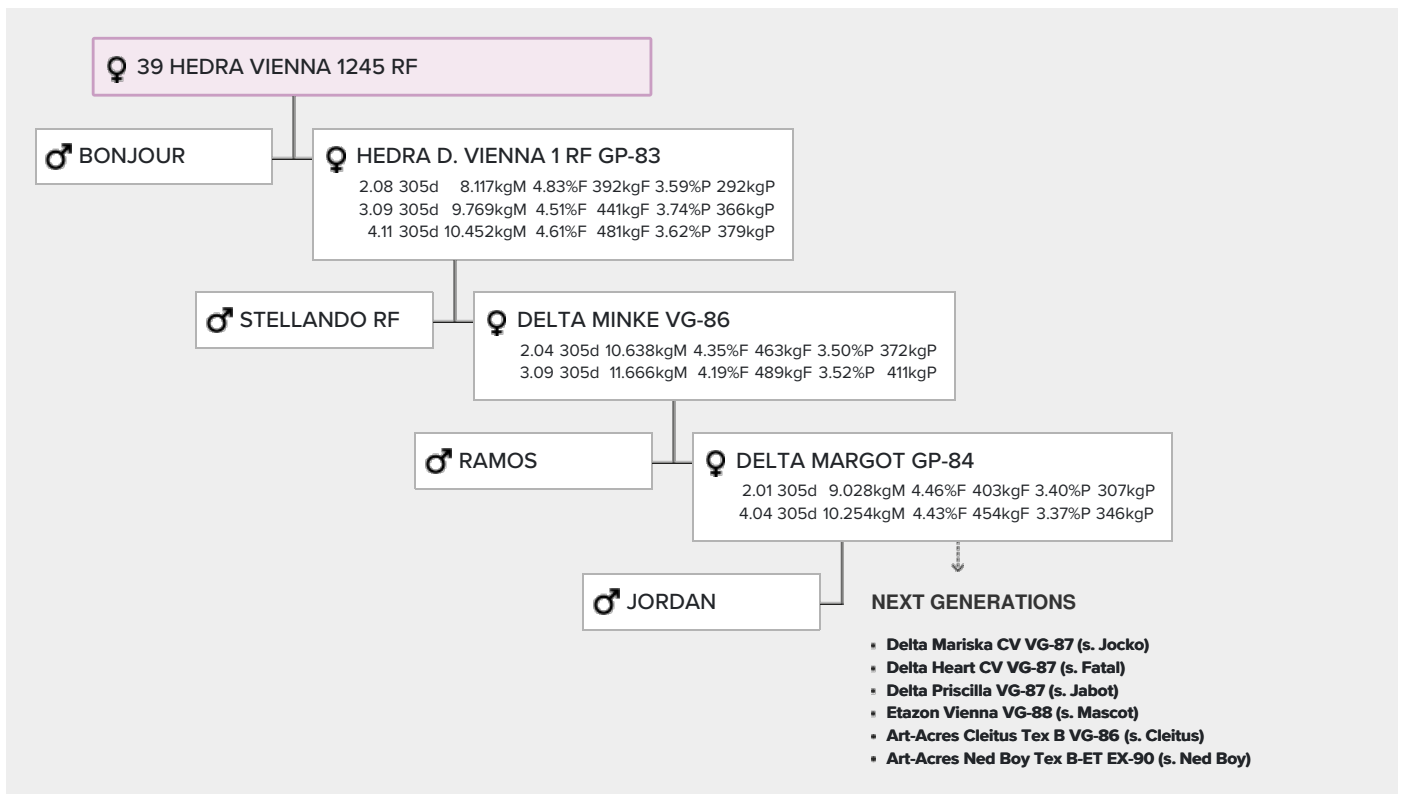 39 HEDRA VIENNA 1245 RF
BONJOUR
HEDRA D. VIENNA 1 RF GP-83
2.08 305d 8.117kgM 4.83%F 392kgF 3.59%P 292kgP
3.09 305d 9.769kgM 4.51%F 441kgF 3.74%P 366kgP
4.11 305d 10.452kgM 4.61%F 481kgF 3.62%P 379kgP
STELLANDO RF
DELTA MINKE VG-86
2.04 305d 10.638kgM 4.35%F 463kgF 3.50%P 372kgP
3.09 305d 11.666kgM 4.19%F 489kgF 3.52%P 411kgP
RAMOS
DELTA MARGOT GP-84
2.01 305d 9.028kgM 4.46%F 403kgF 3.40%P 307kgP
4.04 305d 10.254kgM 4.43%F 454kgF 3.37%P 346kgP
JORDAN
NEXT GENERATIONS
Delta Mariska CV VG-87 (s. Jocko)
Delta Heart CV VG-87 (s. Fatal)
Delta Priscilla VG-87 (s. Jabot)
Etazon Vienna VG-88 (s. Mascot)
Art-Acres Cleitus Tex B VG-86 (s. Cleitus)
Art-Acres Ned Boy Tex B-ET EX-90 (s. Ned Boy)